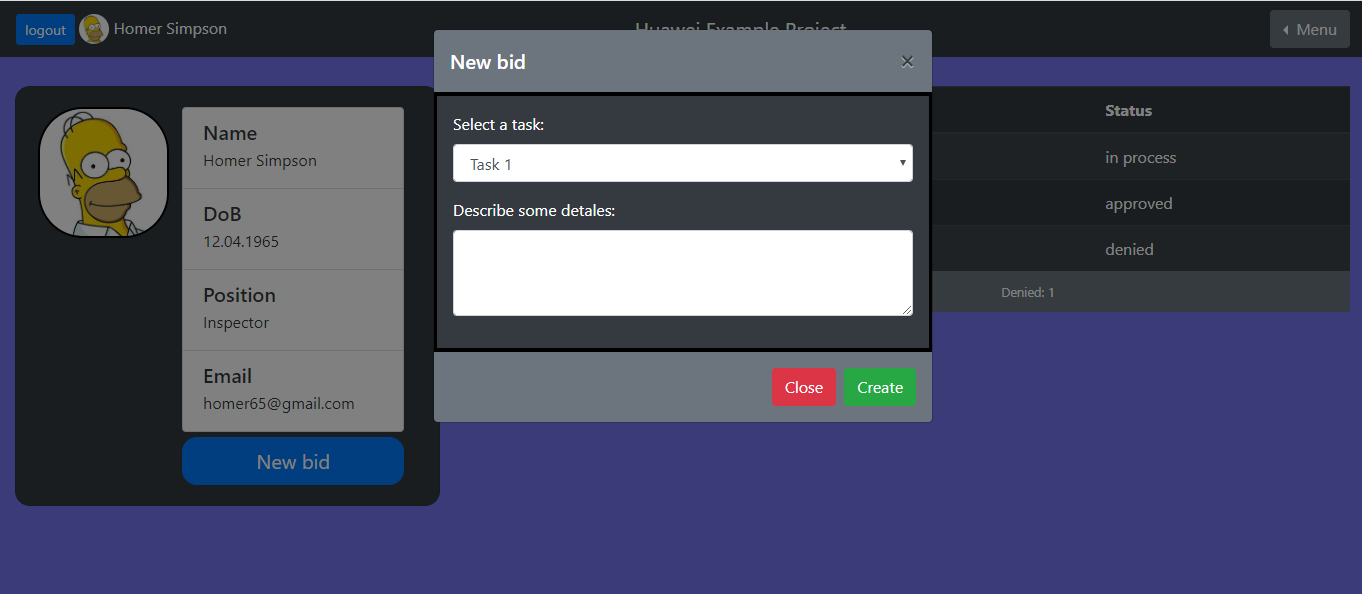 logout
Homer Simpson
Huawei Example Project
Menu
New bid
×
Select a task:
Task 1
Describe some detales:
Close
Create
Name
Homer Simpson
DoB
12.04.1965
Position
Inspector
Email
homer65@gmail.com
New bid
Status
in process
approved
denied
Denied: 1